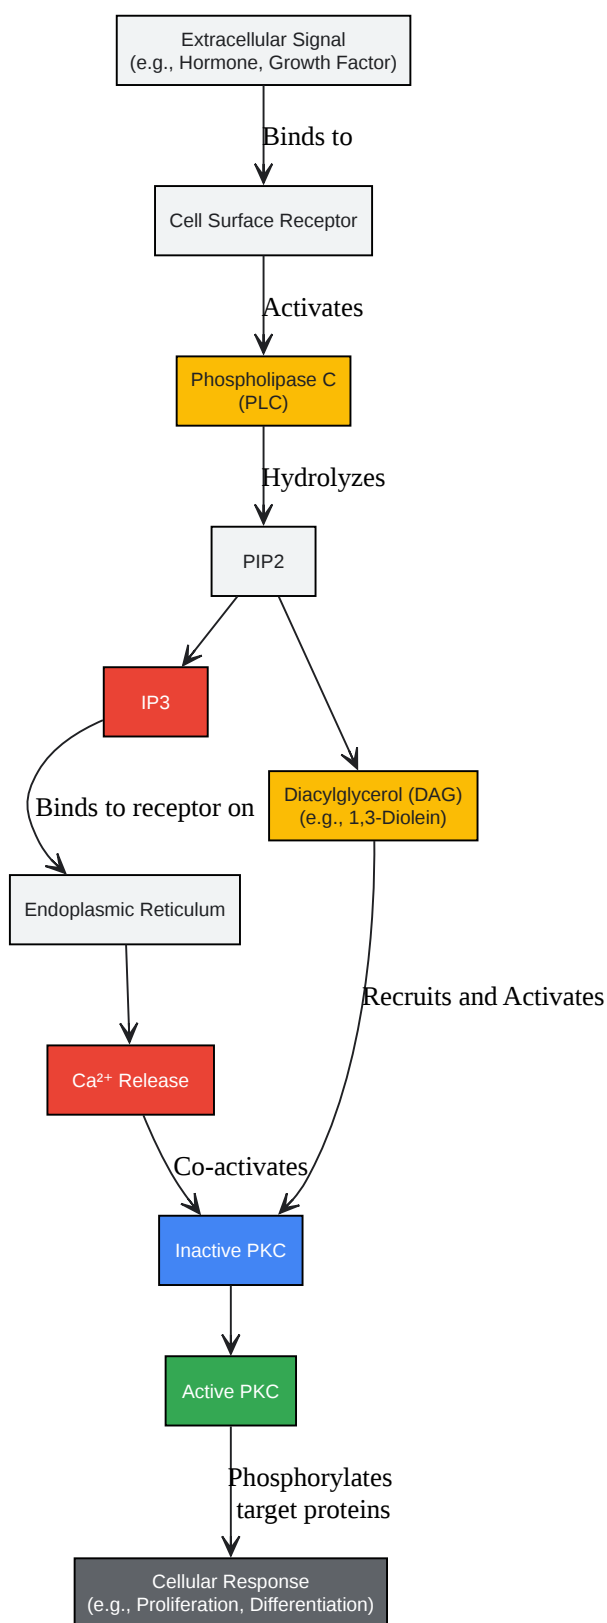 Extracellular Signal
(e.g., Hormone, Growth Factor)
Binds to
Cell Surface Receptor
Activates
Phospholipase C
(PLC)
Hydrolyzes
PIP2
IP3
Diacylglycerol (DAG)
(e.g., 1,3-Diolein)
Binds to receptor on
Endoplasmic Reticulum
Recruits and Activates
Ca²⁺ Release
Co-activates
Inactive PKC
Active PKC
Phosphorylates
target proteins
Cellular Response
(e.g., Proliferation, Differentiation)